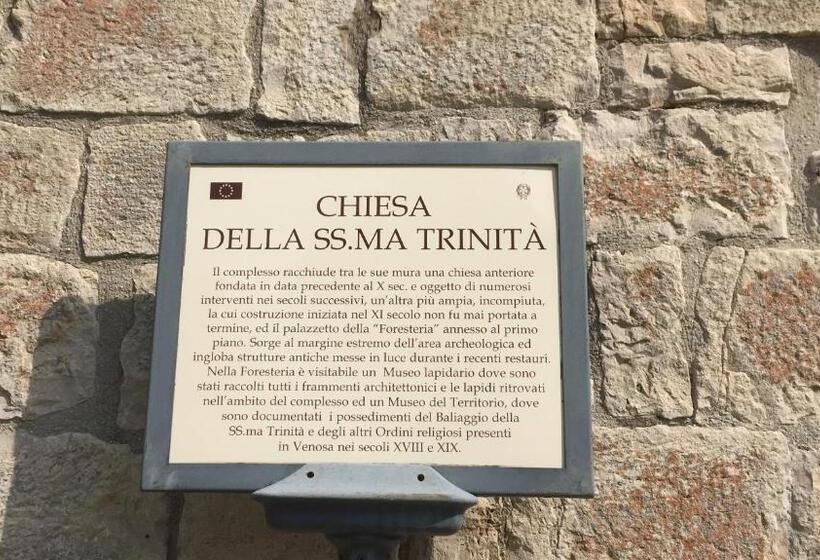 CHIESA
DELLA SS.MA TRINITÀ
Il complesso racchiude tra le sue mura una chiesa anteriore
fondata in data precedente al X sec. e oggetto di numerosi
interventi nei secoli successivi, un'altra più ampia, incompiuta,
la cui costruzione iniziata nel XI secolo non fu mai portata a
termine, ed il palazzetto della "Foresteria" annesso al primo
piano. Sorge al margine estremo dell'area archeologica ed
ingloba strutture antiche messe in luce durante i recenti restauri.
Nella Foresteria è visitabile un Museo lapidario dove sono
stati raccolti tutti i frammenti architettonici e le lapidi ritrovati
nell'ambito del complesso ed un Museo del Territorio, dove
sono documentati i possedimenti del Baliaggio della
SS.ma Trinità e degli altri Ordini religiosi presenti
in Venosa nei secoli XVIII e XIX.